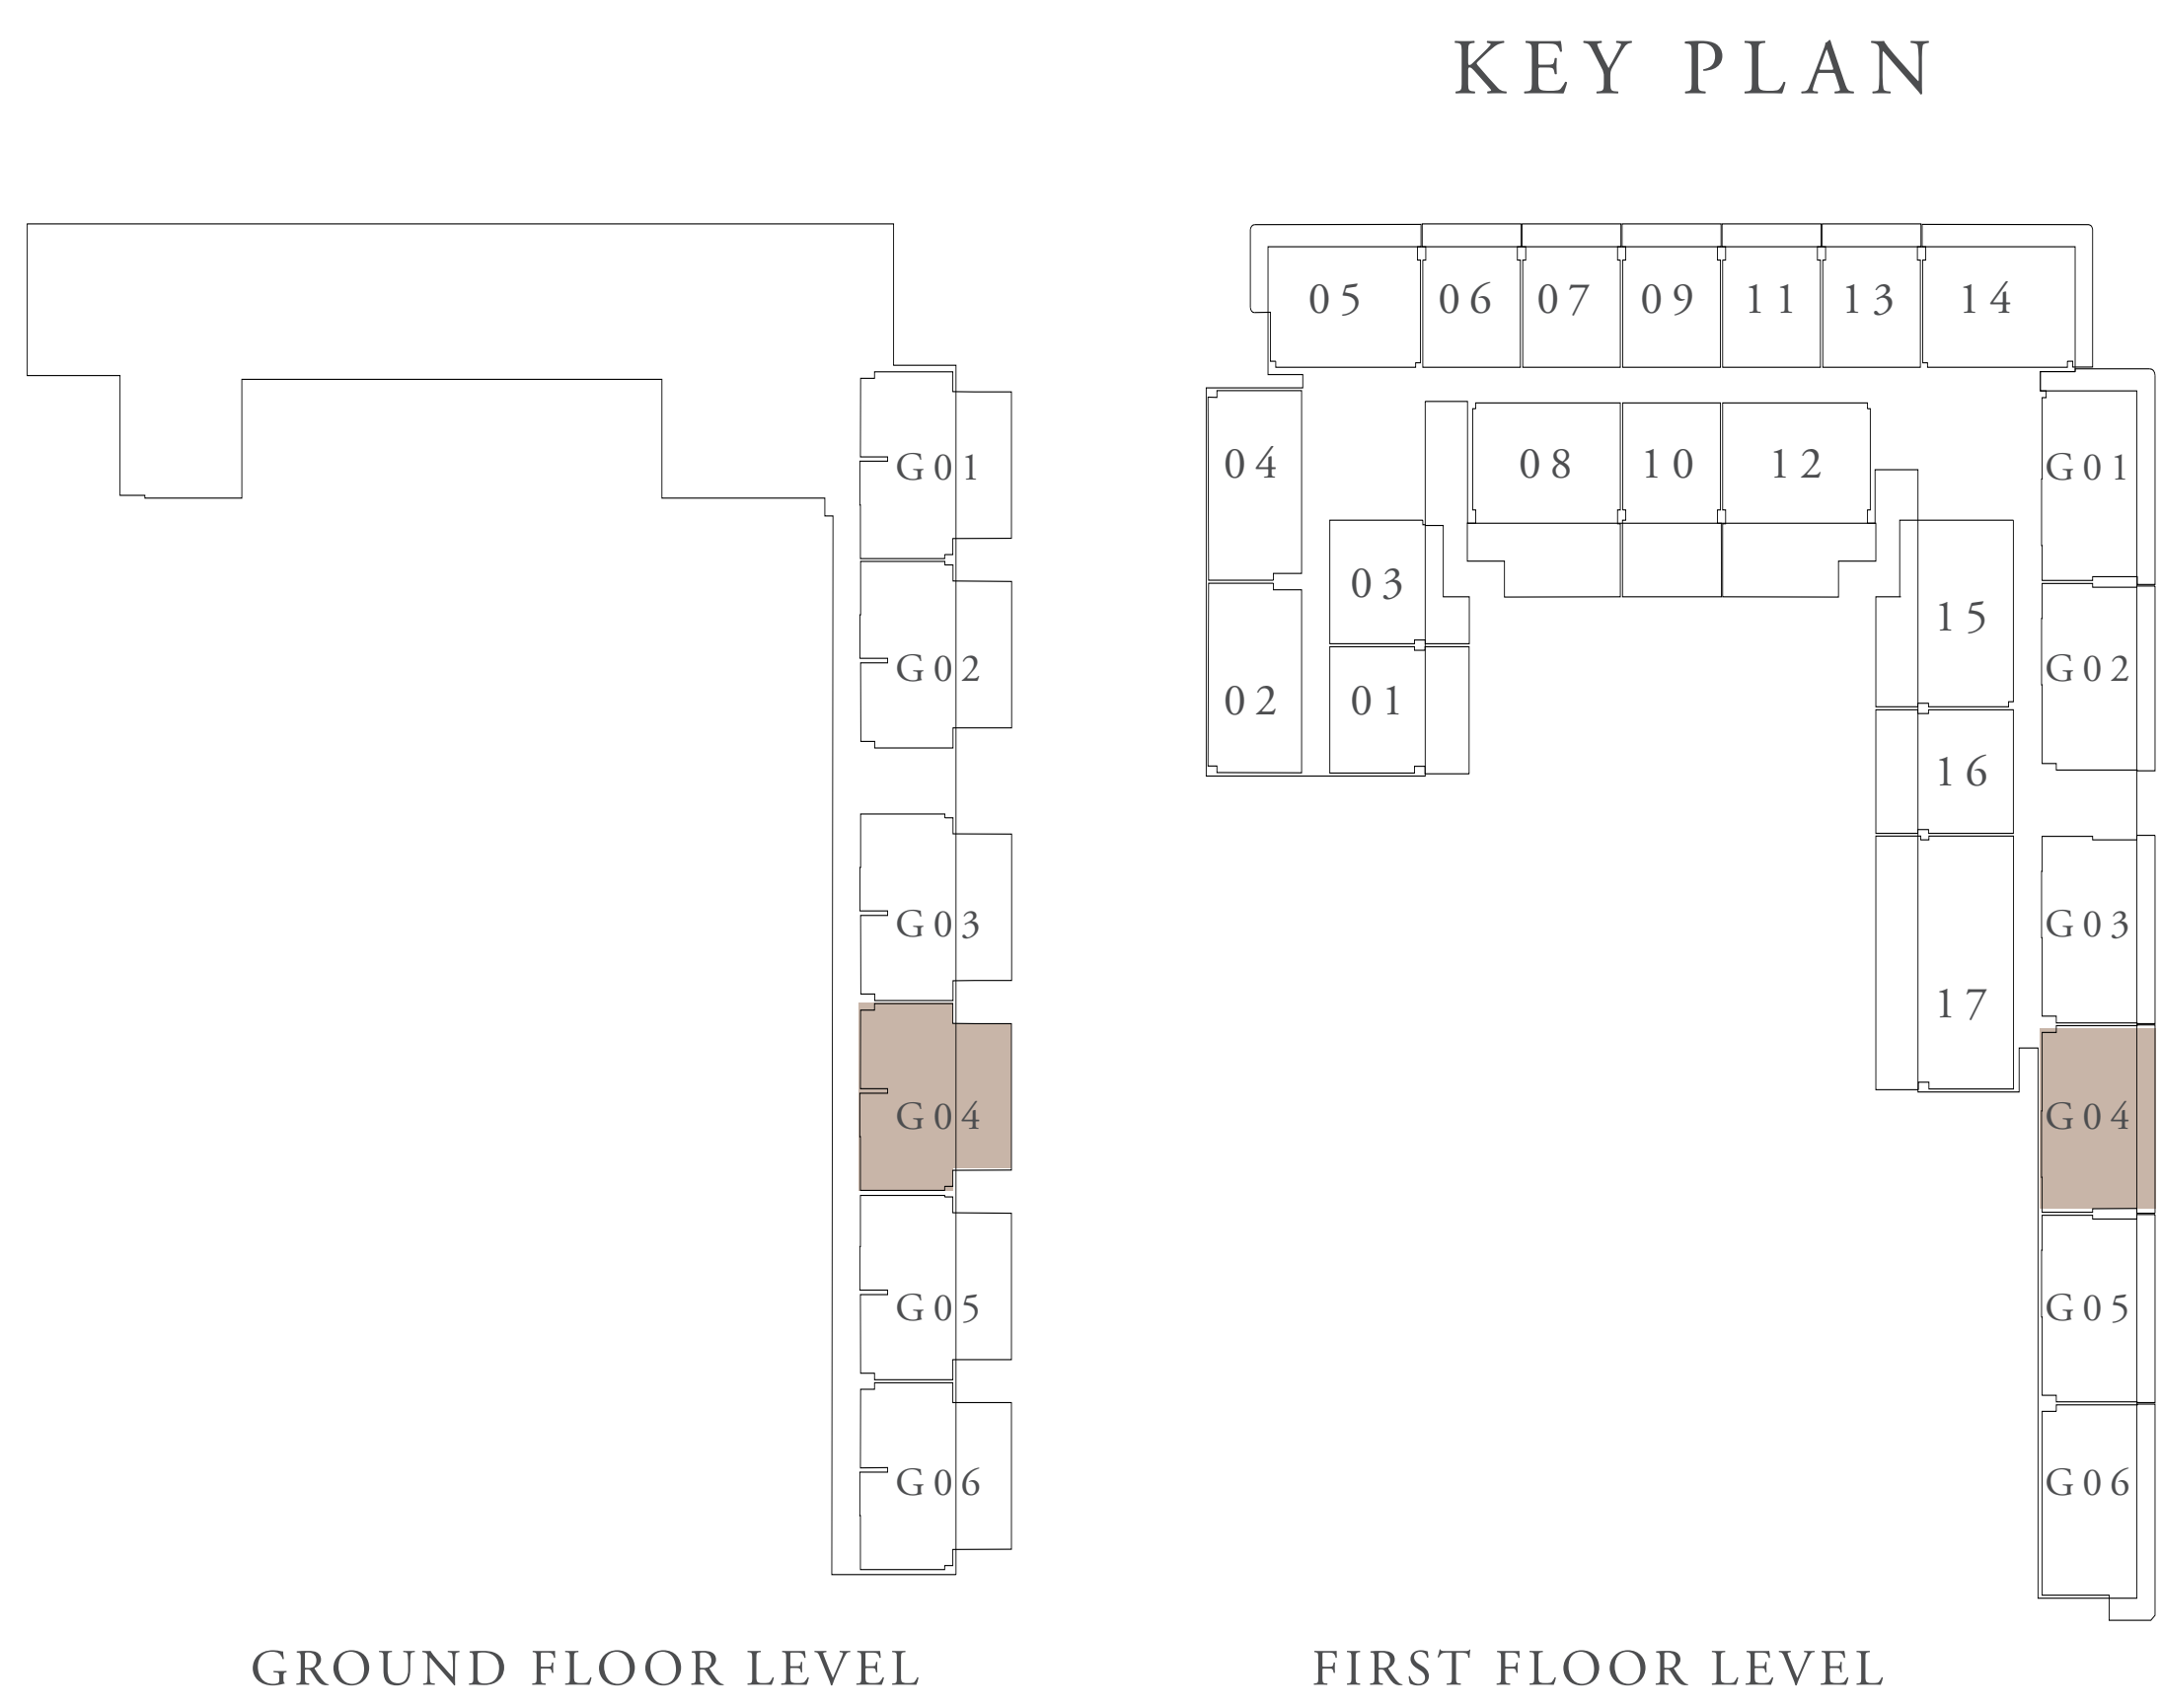 KEY PLAN
G01
G02
G03
G04
G05
G06
GROUND FLOOR LEVEL
05 06 07 09 11 13 14
04 08 10 12 G01
03 15 G02
02 01 16
G03
17
G04
G05
G06
FIRST FLOOR LEVEL